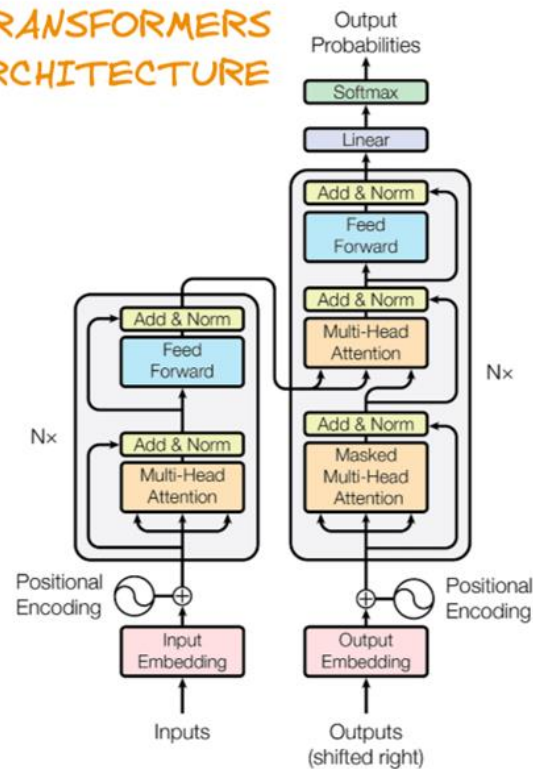 RANSFORMERS
RCHITECTURE
Output
Probabilities
Softmax
Linear
Add & Norm
Feed
Forward
Add & Norm
Multi-Head
Attention
Add & Norm
Masked
Multi-Head
Attention
N×
Add & Norm
Feed
Forward
Add & Norm
Multi-Head
Attention
N×
Positional
Encoding
Positional
Encoding
Input
Embedding
Output
Embedding
Inputs
Outputs
(shifted right)